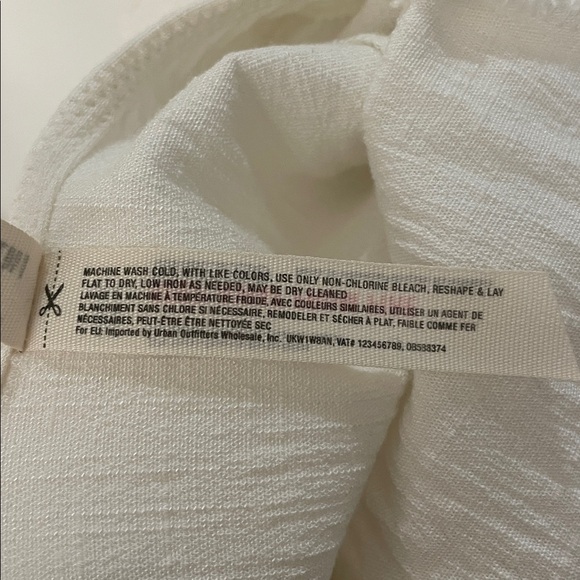 MACHINE WASH COLD, WITH LIKE COLORS, USE ONLY NON-CHLORINE BLEACH, RESHAPE & LAY
FLAT TO DRY, LOW IRON AS NEEDED, MAY BE DRY CLEANED
LAVAGE EN MACHINE À TEMPÉRATURE FROIDE, AVEC COULEURS SIMILAIRES, UTILISER UN AGENT DE
BLANCHIMENT SANS CHLORE SI NÉCESSAIRE, REMODELER ET SÉCHER À PLAT, FAIBLE COMME FER
NÉCESSAIRES, PEUT-ÊTRE ÊTRE NETTOYÉE SEC
For EU: Imported by Urban Outfitters Wholesale, Inc. UKW1W8AN, VAT# 123456789, 08588374